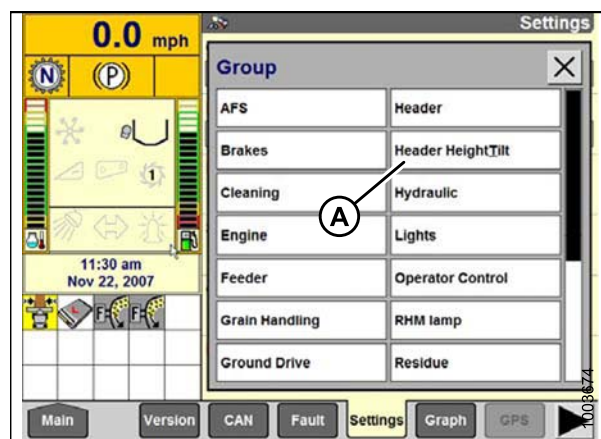 0.0 mph
Settings
N
(P)
Group
X
AFS
Header
Brakes
Header HeightTilt
Cleaning
Hydraulic
A
Engine
Lights
Feeder
Operator Control
Grain Handling
RHM lamp
Ground Drive
Residue
1
11:30 am
Nov 22, 2007
L
F
F
Main
Version
CAN
Fault
Settings
Graph
GPS
1003674